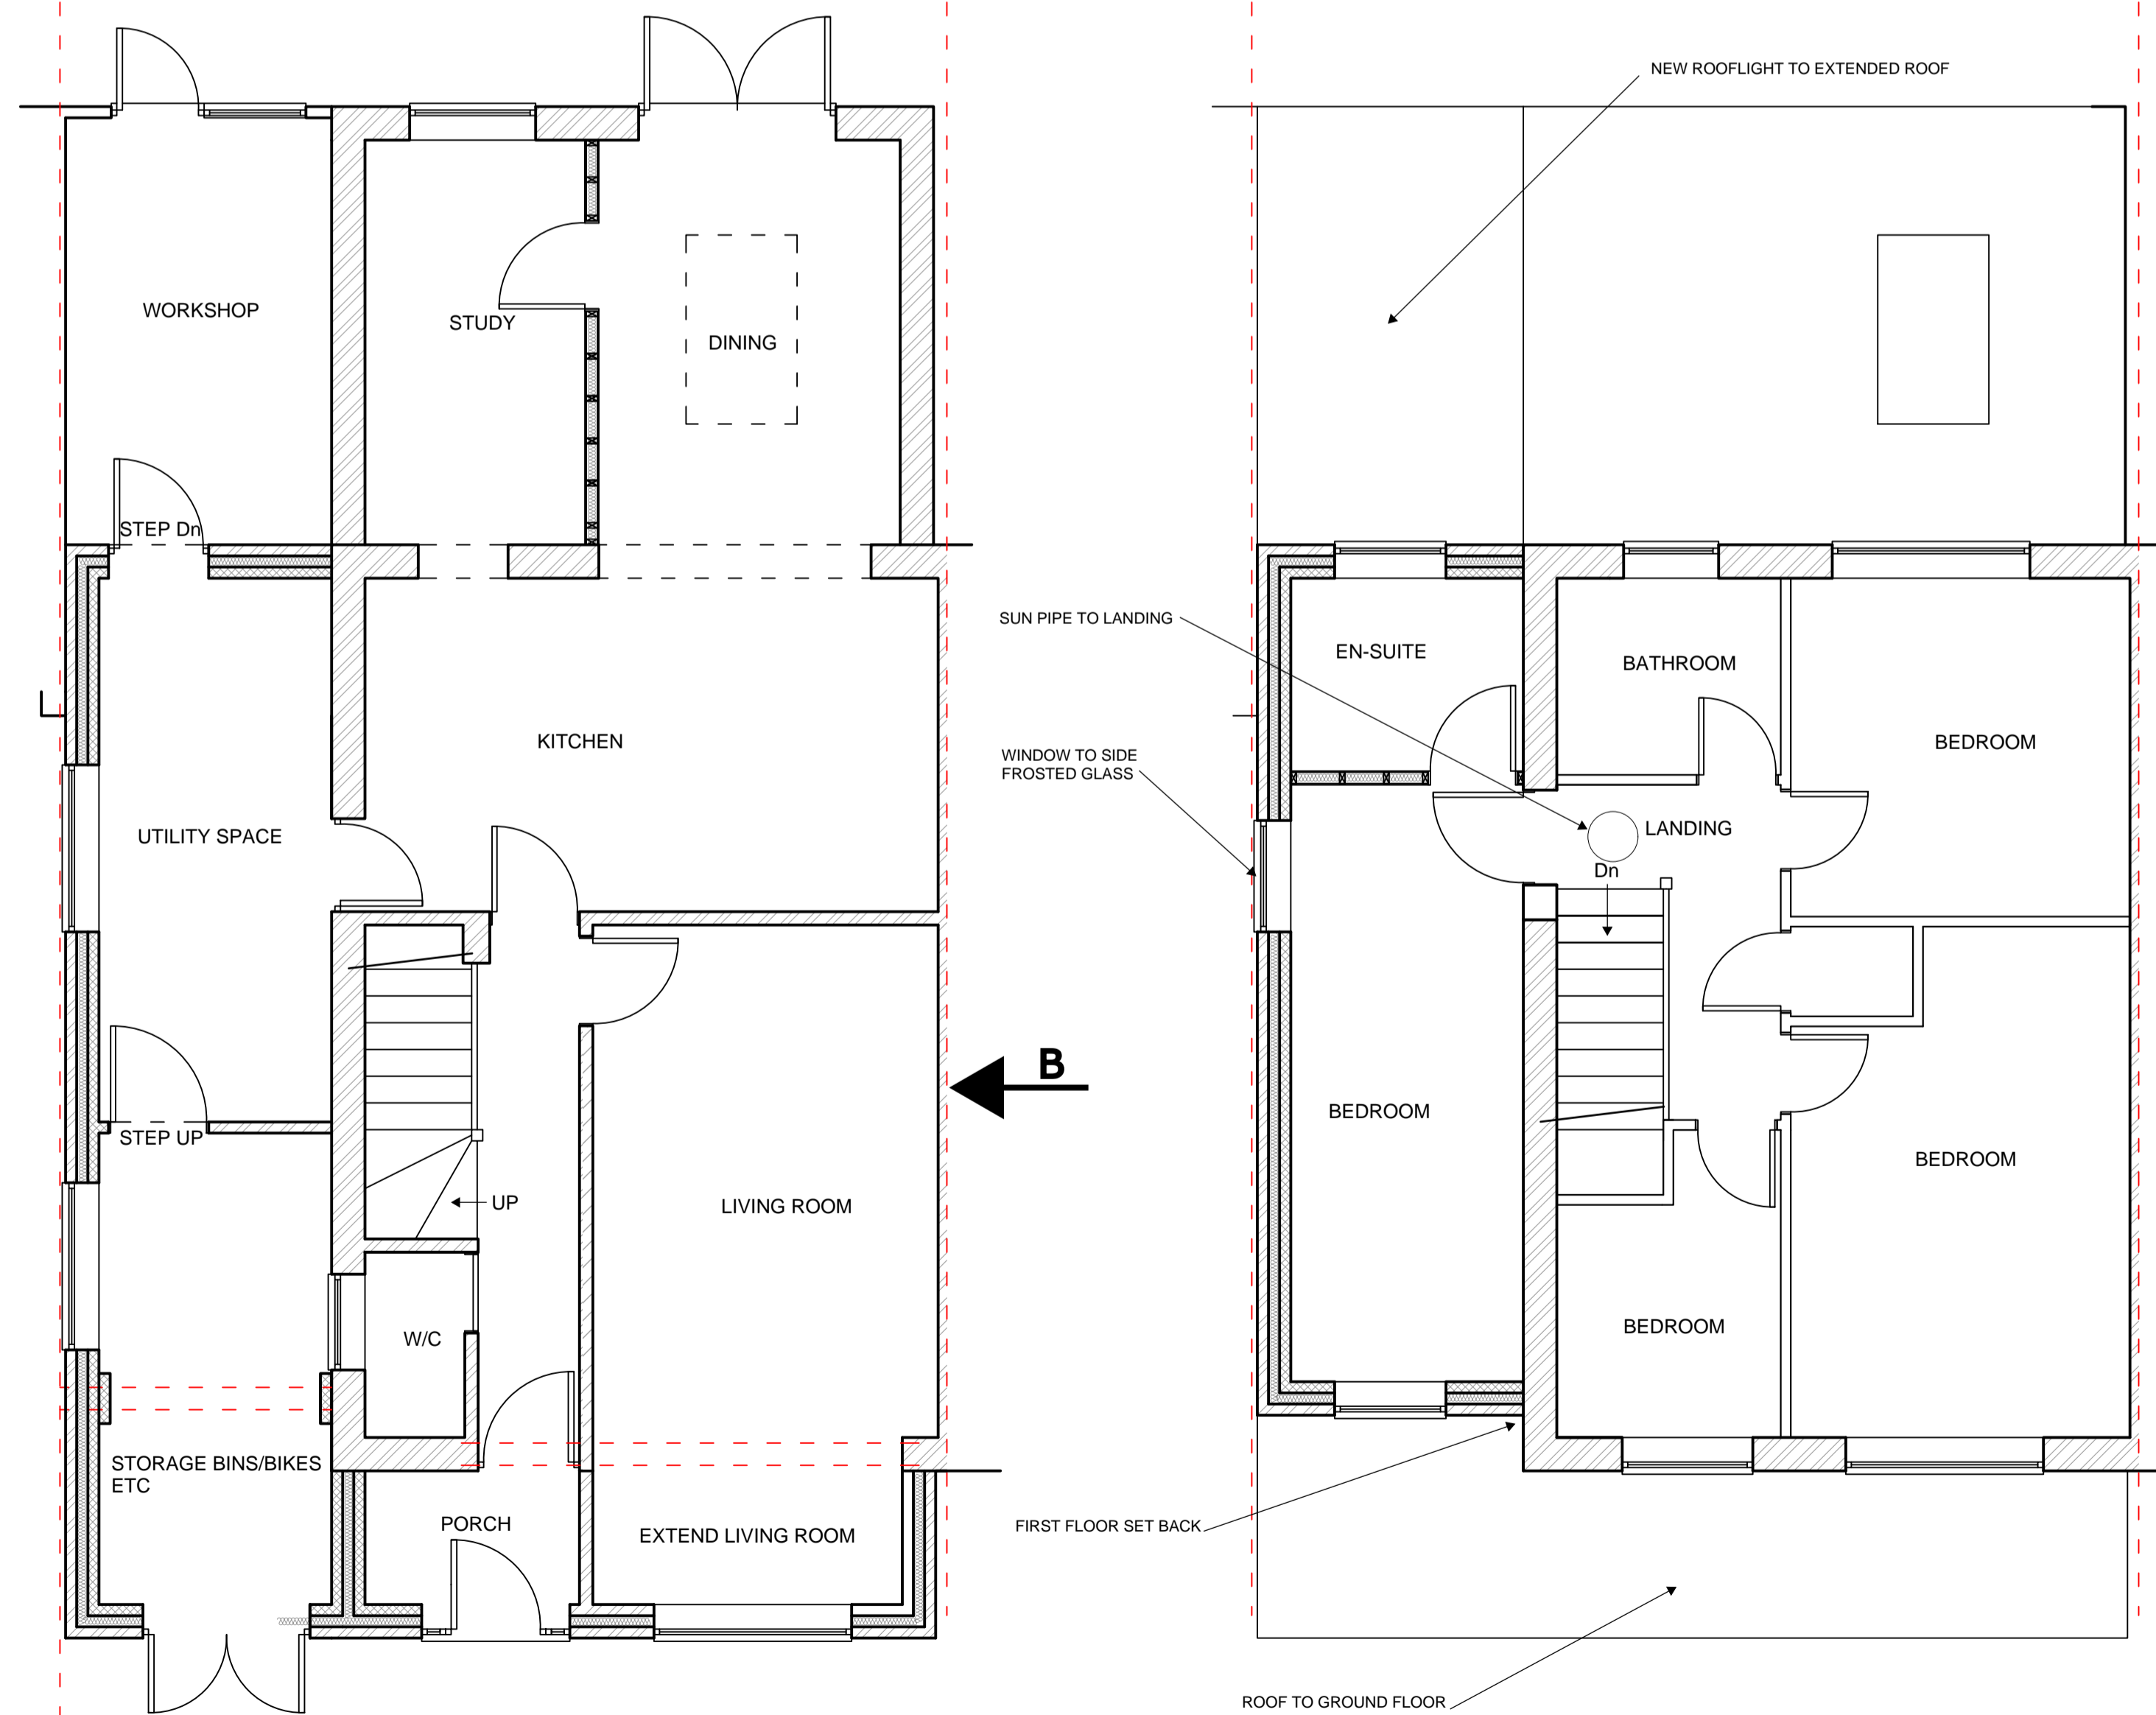 NEW ROOFLIGHT TO EXTENDED ROOF
WORKSHOP
STUDY
DINING
STEP Dn
SUN PIPE TO LANDING
EN-SUITE
BATHROOM
KITCHEN
BEDROOM
WINDOW TO SIDE
FROSTED GLASS
UTILITY SPACE
LANDING
Dn
B
BEDROOM
STEP UP
BEDROOM
UP
LIVING ROOM
W/C
BEDROOM
STORAGE BINS/BIKES
ETC
PORCH
EXTEND LIVING ROOM
FIRST FLOOR SET BACK
ROOF TO GROUND FLOOR